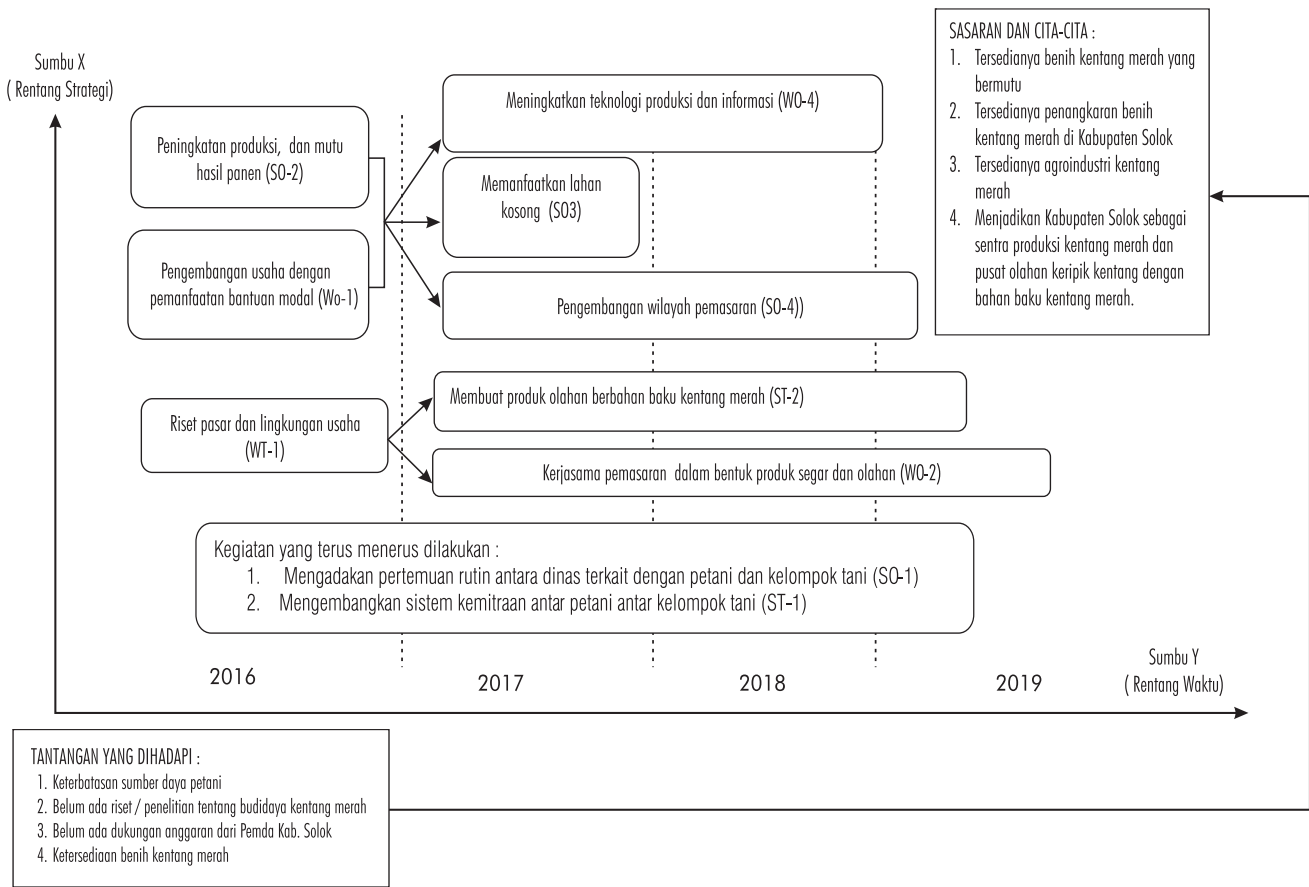 Sumbu X
( Rentang Strategi)
Peningkatan produksi, dan mutu
hasil panen (SO-2)
Pengembangan usaha dengan
pemanfaatan bantuan modal (Wo-1)
Meningkatkan teknologi produksi dan informasi (WO-4)
Memanfaatkan lahan
kosong (SO3)
Pengembangan wilayah pemasaran (SO-4))
Riset pasar dan lingkungan usaha
(WT-1)
Membuat produk olahan berbahan baku kentang merah (ST-2)
Kerjasama pemasaran dalam bentuk produk segar dan olahan (WO-2)
Kegiatan yang terus menerus dilakukan :
1. Mengadakan pertemuan rutin antara dinas terkait dengan petani dan kelompok tani (SO-1)
2. Mengembangkan sistem kemitraan antar petani antar kelompok tani (ST-1)
2016
2017
2018
2019
Sumbu Y
( Rentang Waktu)
SASARAN DAN CITA-CITA :
1. Tersedianya benih kentang merah yang
bermutu
2. Tersedianya penangkaran benih
kentang merah di Kabupaten Solok
3. Tersedianya agroindustri kentang
merah
4. Menjadikan Kabupaten Solok sebagai
sentra produksi kentang merah dan
pusat olahan keripik kentang dengan
bahan baku kentang merah.
TANTANGAN YANG DIHADAPI :
1. Keterbatasan sumber daya petani
2. Belum ada riset / penelitian tentang budidaya kentang merah
3. Belum ada dukungan anggaran dari Pemda Kab. Solok
4. Ketersediaan benih kentang merah